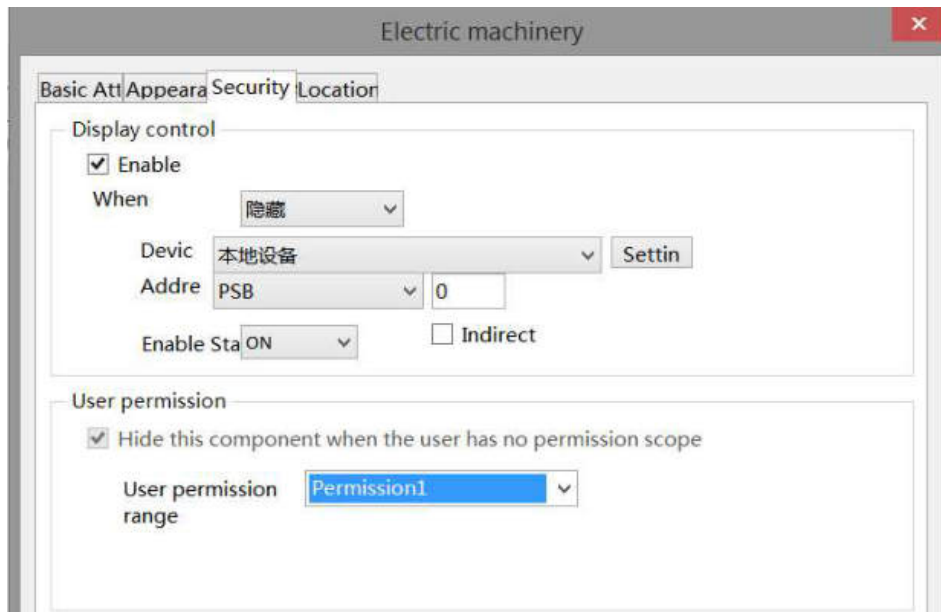 Electric machinery
Basic Att Appeara Security Location
Display control
Enable
When 隐藏
Devic 本地设备 Settin
Addre PSB 0
Enable Sta ON Indirect
User permission
Hide this component when the user has no permission scope
User permission Permission1
range